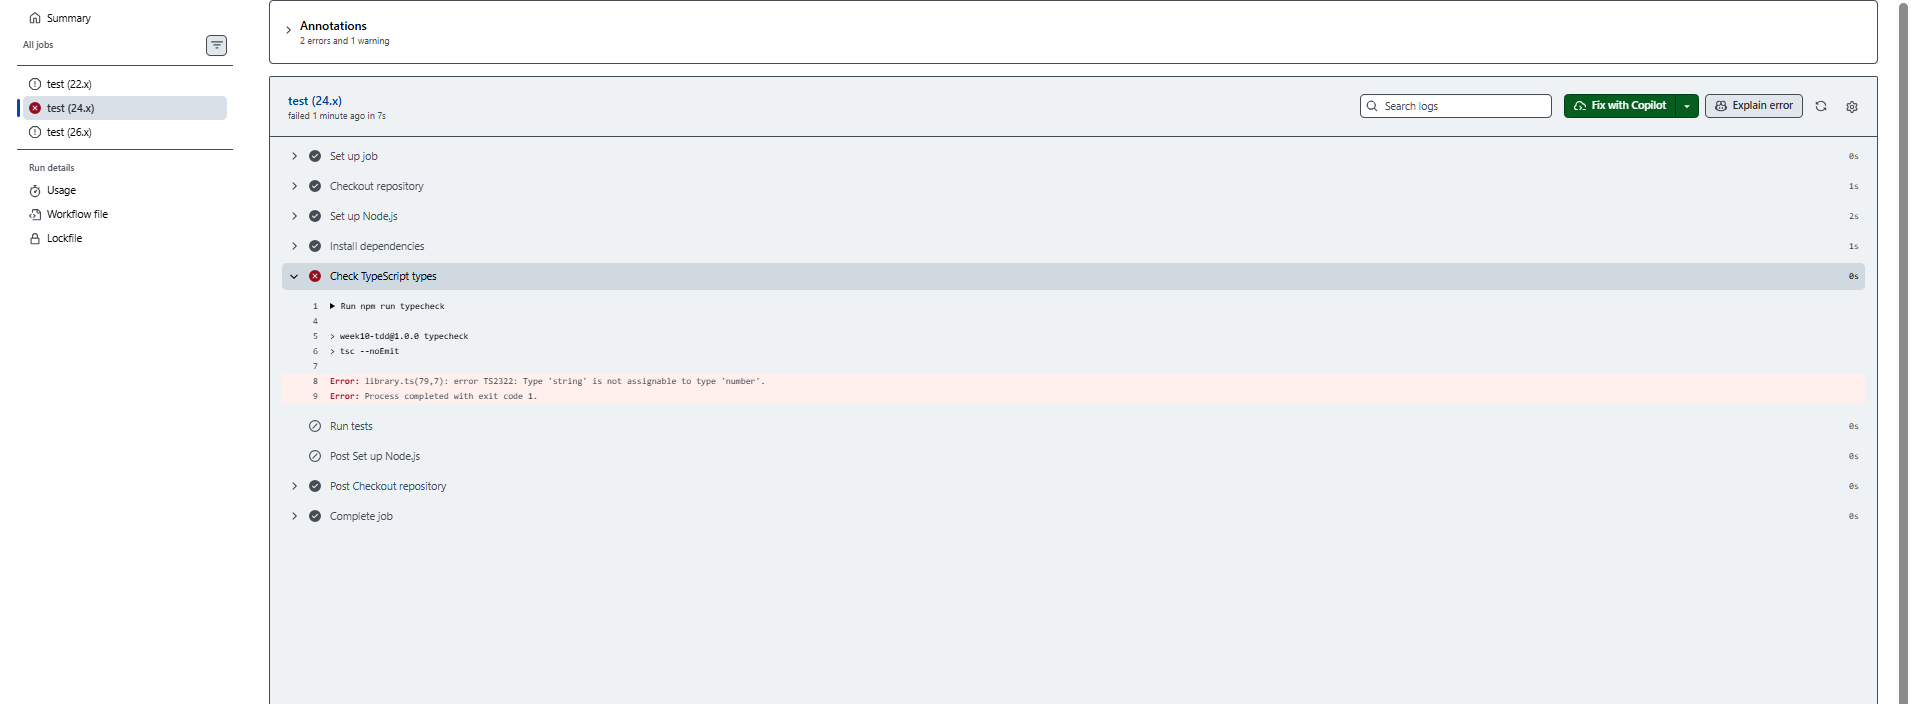 Summary
All jobs
test (22.x)
test (24.x)
test (26.x)
Run details
Usage
Workflow file
Lockfile
Annotations
2 errors and 1 warning
test (24.x)
failed 1 minute ago in 7s
Search logs
Fix with Copilot
Explain error
Set up job 0s
Checkout repository 1s
Set up Node.js 2s
Install dependencies 1s
Check TypeScript types 0s
1 Run npm run typecheck
4
5 > week10-tdd@1.0.0 typecheck
6 > tsc --noEmit
7
8 Error: library.ts(79,7): error TS2322: Type 'string' is not assignable to type 'number'.
9 Error: Process completed with exit code 1.
Run tests 0s
Post Set up Node.js 0s
Post Checkout repository 0s
Complete job 0s